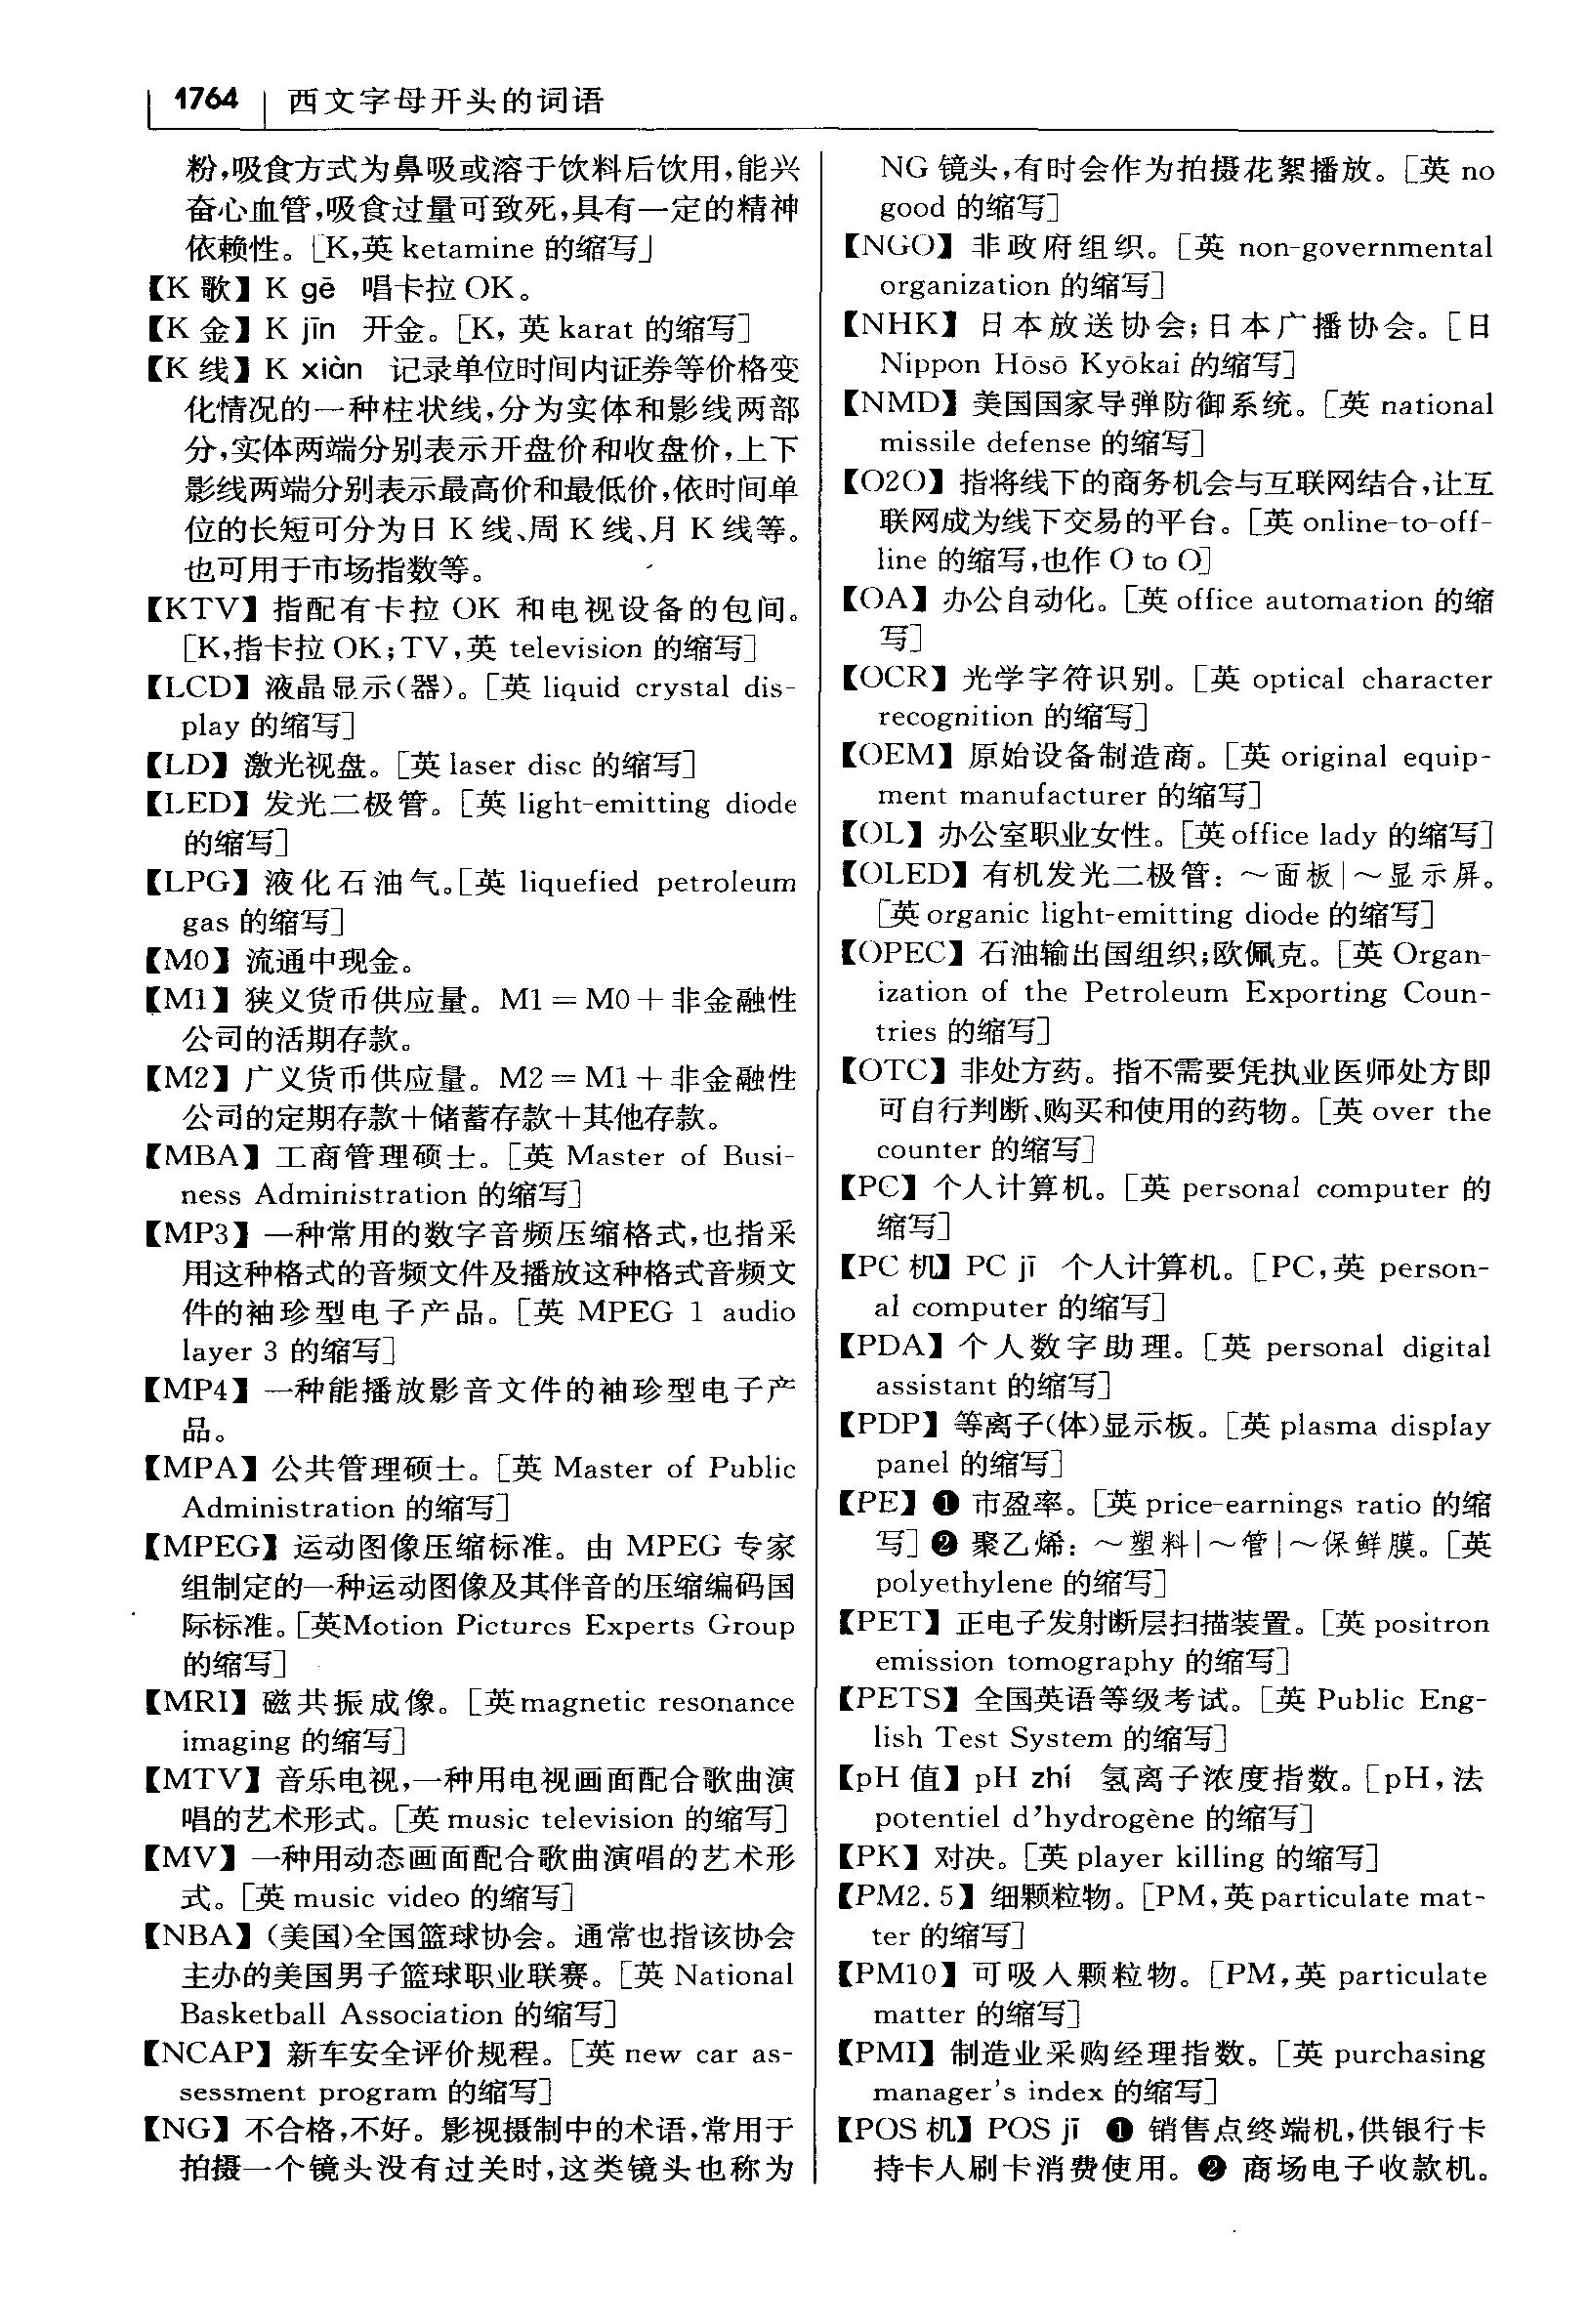 1764 西文字母开头的词语
粉,吸食方式为鼻吸或溶于饮料后饮用,能兴
奋心血管,吸食过量可致死,具有一定的精神
依赖性。[K,英 ketamine 的缩写]
【K 歌】K gē 唱卡拉 OK。
【K 金】K jīn 开金。[K, 英 karat 的缩写]
【K 线】K xiàn 记录单位时间内证券等价格变
化情况的一种柱状线,分为实体和影线两部
分,实体两端分别表示开盘价和收盘价,上下
影线两端分别表示最高价和最低价,依时间单
位的长短可分为日 K 线、周 K 线、月 K 线等。
也可用于市场指数等。
【KTV】指配有卡拉 OK 和电视设备的包间。
[K,指卡拉 OK;TV,英 television 的缩写]
【LCD】液晶显示(器)。[英 liquid crystal dis-
play 的缩写]
【LD】激光视盘。[英 laser disc 的缩写]
【LED】发光二极管。[英 light-emitting diode
的缩写]
【LPG】液化石油气。[英 liquefied petroleum
gas 的缩写]
【M0】流通中现金。
【M1】狭义货币供应量。M1=M0+非金融性
公司的活期存款。
【M2】广义货币供应量。M2=M1+非金融性
公司的定期存款+储蓄存款+其他存款。
【MBA】工商管理硕士。[英 Master of Busi-
ness Administration 的缩写]
【MP3】一种常用的数字音频压缩格式,也指采
用这种格式的音频文件及播放这种格式音频文
件的袖珍型电子产品。[英 MPEG 1 audio
layer 3 的缩写]
【MP4】一种能播放影音文件的袖珍型电子产
品。
【MPA】公共管理硕士。[英 Master of Public
Administration 的缩写]
【MPEG】运动图像压缩标准。由 MPEG 专家
组制定的一种运动图像及其伴音的压缩编码国
际标准。[英Motion Pictures Experts Group
的缩写]
【MRI】磁共振成像。[英magnetic resonance
imaging 的缩写]
【MTV】音乐电视,一种用电视画面配合歌曲演
唱的艺术形式。[英 music television 的缩写]
【MV】一种用动态画面配合歌曲演唱的艺术形
式。[英 music video 的缩写]
【NBA】(美国)全国篮球协会。通常也指该协会
主办的美国男子篮球职业联赛。[英 National
Basketball Association 的缩写]
【NCAP】新车安全评价规程。[英 new car as-
sessment program 的缩写]
【NG】不合格,不好。影视摄制中的术语,常用于
拍摄一个镜头没有过关时,这类镜头也称为
NG 镜头,有时会作为拍摄花絮播放。[英 no
good 的缩写]
【NGO】非政府组织。[英 non-governmental
organization 的缩写]
【NHK】日本放送协会;日本广播协会。[日
Nippon Hōsō Kyōkai 的缩写]
【NMD】美国国家导弹防御系统。[英 national
missile defense 的缩写]
【O2O】指将线下的商务机会与互联网结合,让互
联网成为线下交易的平台。[英 online-to-off-
line 的缩写,也作 O to O]
【OA】办公自动化。[英 office automation 的缩
写]
【OCR】光学字符识别。[英 optical character
recognition 的缩写]
【OEM】原始设备制造商。[英 original equip-
ment manufacturer 的缩写]
【OL】办公室职业女性。[英 office lady 的缩写]
【OLED】有机发光二极管:～面板|～显示屏。
[英 organic light-emitting diode 的缩写]
【OPEC】石油输出国组织;欧佩克。[英 Organ-
ization of the Petroleum Exporting Coun-
tries 的缩写]
【OTC】非处方药。指不需要凭执业医师处方即
可自行判断、购买和使用的药物。[英 over the
counter 的缩写]
【PC】个人计算机。[英 personal computer 的
缩写]
【PC 机】PC jī 个人计算机。[PC,英 person-
al computer 的缩写]
【PDA】个人数字助理。[英 personal digital
assistant 的缩写]
【PDP】等离子(体)显示板。[英 plasma display
panel 的缩写]
【PE】❶ 市盈率。[英 price-earnings ratio 的缩
写] ❷ 聚乙烯:～塑料|～管|～保鲜膜。[英
polyethylene 的缩写]
【PET】正电子发射断层扫描装置。[英 positron
emission tomography 的缩写]
【PETS】全国英语等级考试。[英 Public Eng-
lish Test System 的缩写]
【pH 值】pH zhí 氢离子浓度指数。[pH,法
potentiel d’hydrogène 的缩写]
【PK】对决。[英 player killing 的缩写]
【PM2.5】细颗粒物。[PM,英 particulate mat-
ter 的缩写]
【PM10】可吸入颗粒物。[PM,英 particulate
matter 的缩写]
【PMI】制造业采购经理指数。[英 purchasing
manager’s index 的缩写]
【POS 机】POS jī ❶ 销售点终端机,供银行卡
持卡人刷卡消费使用。❷ 商场电子收款机。